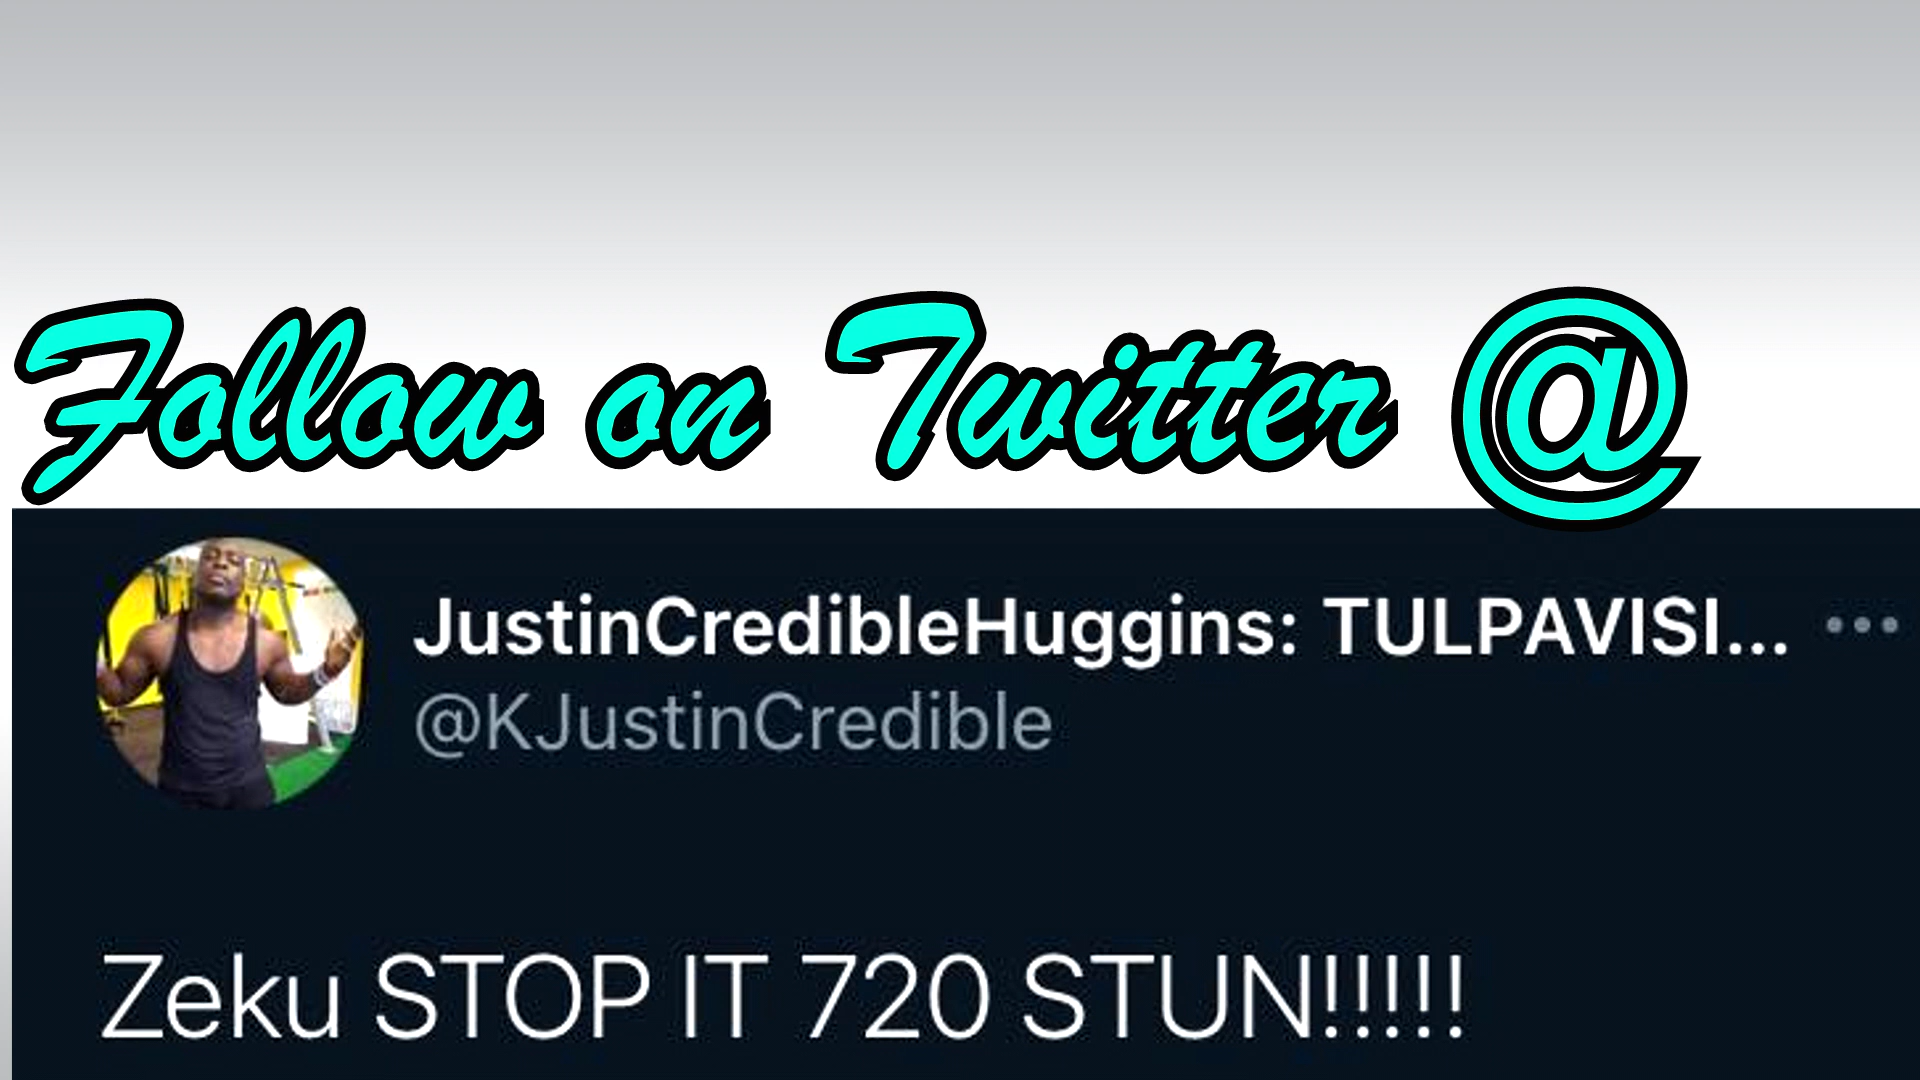 Follow on Twitter @
JustinCredibleHuggins: TULPAVISI...
@KJustinCredible
Zeku STOP IT 720 STUN!!!!!